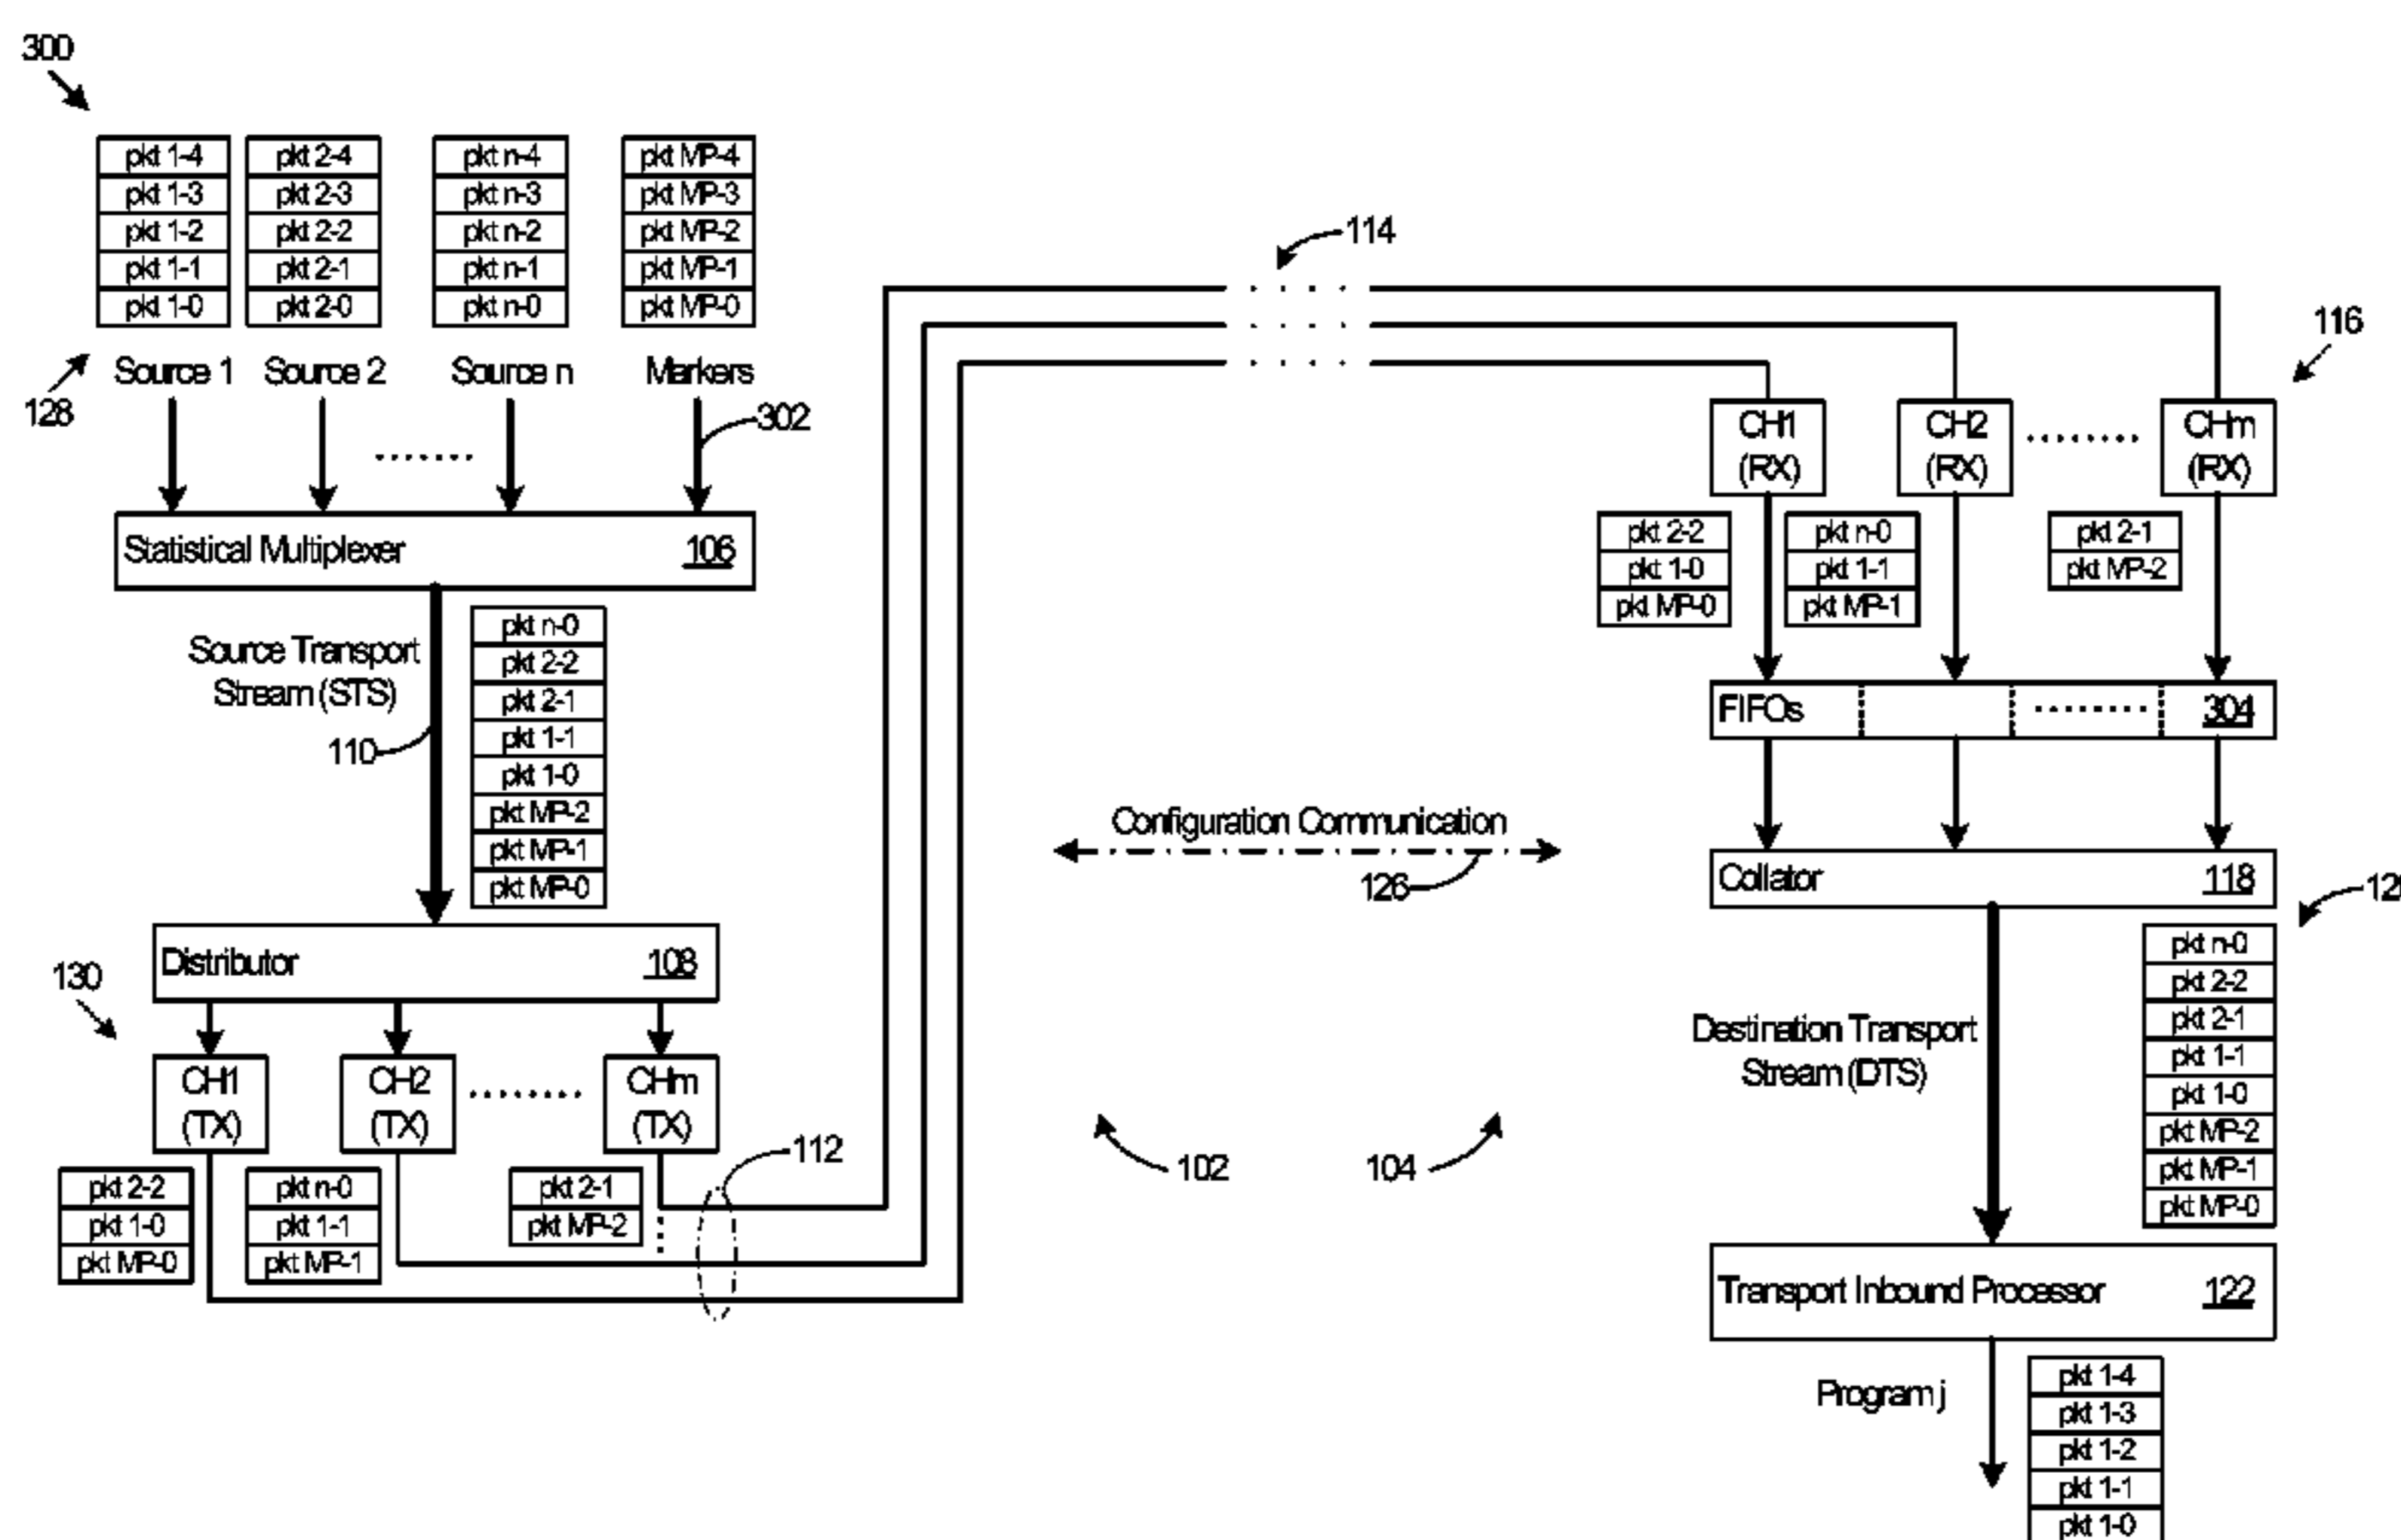 300
pkt 1-4
pkt 1-3
pkt 1-2
pkt 1-1
pkt 1-0
pkt 2-4
pkt 2-3
pkt 2-2
pkt 2-1
pkt 2-0
pkt n-4
pkt n-3
pkt n-2
pkt n-1
pkt n-0
pkt MP-4
pkt MP-3
pkt MP-2
pkt MP-1
pkt MP-0
128
Source 1
Source 2
Source n
Markers
302
Statistical Multiplexer 106
Source Transport
Stream (STS)
110
pkt n-0
pkt 2-2
pkt 2-1
pkt 1-1
pkt 1-0
pkt MP-2
pkt MP-1
pkt MP-0
Distributor 108
130
CH1
(TX)
CH2
(TX)
CHm
(TX)
pkt 2-2
pkt 1-0
pkt MP-0
pkt n-0
pkt 1-1
pkt MP-1
pkt 2-1
pkt MP-2
112
114
Configuration Communication
126
102
104
116
CH1
(RX)
CH2
(RX)
CHm
(RX)
pkt 2-2
pkt 1-0
pkt MP-0
pkt n-0
pkt 1-1
pkt MP-1
pkt 2-1
pkt MP-2
FIFOs 304
Collator 118
Destination Transport
Stream (DTS)
pkt n-0
pkt 2-2
pkt 2-1
pkt 1-1
pkt 1-0
pkt MP-2
pkt MP-1
pkt MP-0
Transport Inbound Processor 122
Program j
pkt 1-4
pkt 1-3
pkt 1-2
pkt 1-1
pkt 1-0